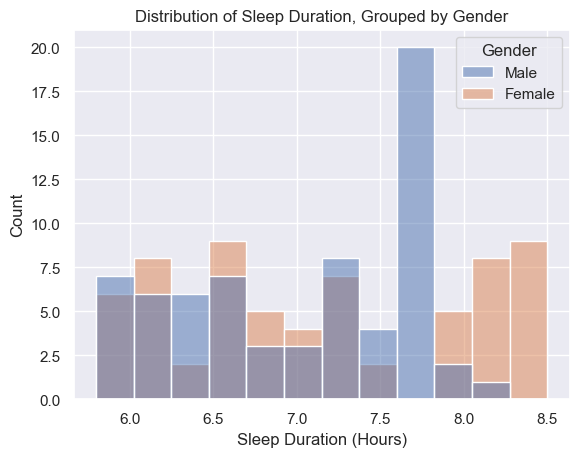 Distribution of Sleep Duration, Grouped by Gender
Gender
Male
Female
Count
20.0
17.5
15.0
12.5
10.0
7.5
5.0
2.5
0.0
6.0 6.5 7.0 7.5 8.0 8.5
Sleep Duration (Hours)